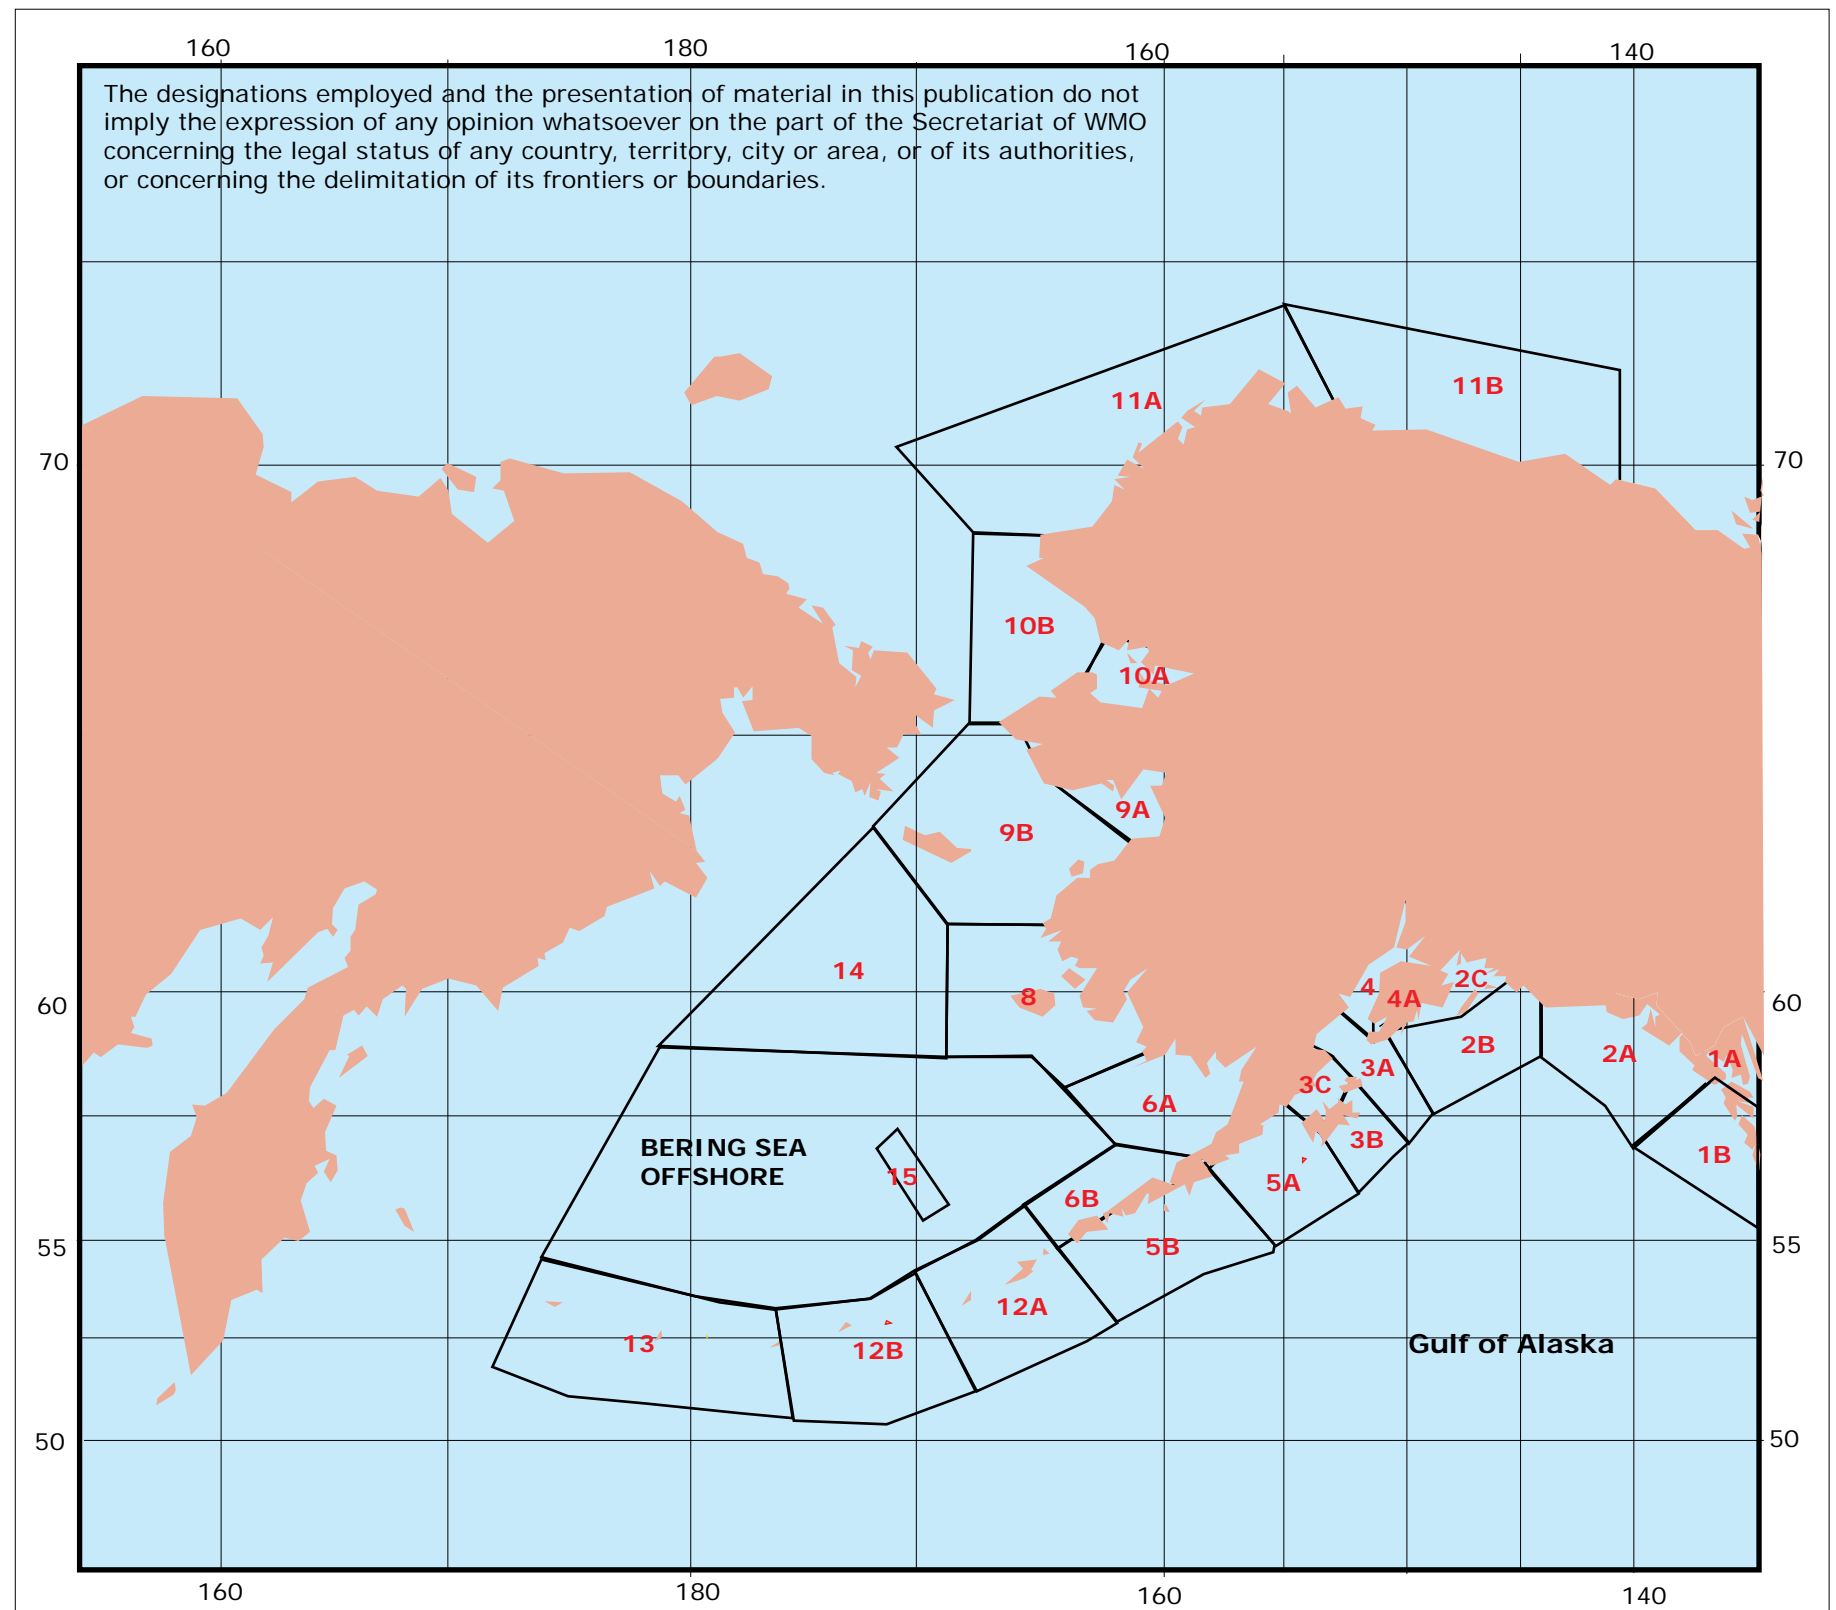 160
180
160
140
The designations employed and the presentation of material in this publication do not
imply the expression of any opinion whatsoever on the part of the Secretariat of WMO
concerning the legal status of any country, territory, city or area, or of its authorities,
or concerning the delimitation of its frontiers or boundaries.
11B
11A
70
70
10B
10A
9A
9B
14
2C
4
8
4A
60
60
2B
2A
1A
3A
3C
6A
3B
BERING SEA
OFFSHORE
1B
15
5A
6B
55
5B
55
12A
13
12B
Gulf of Alaska
50
50
160
180
160
140